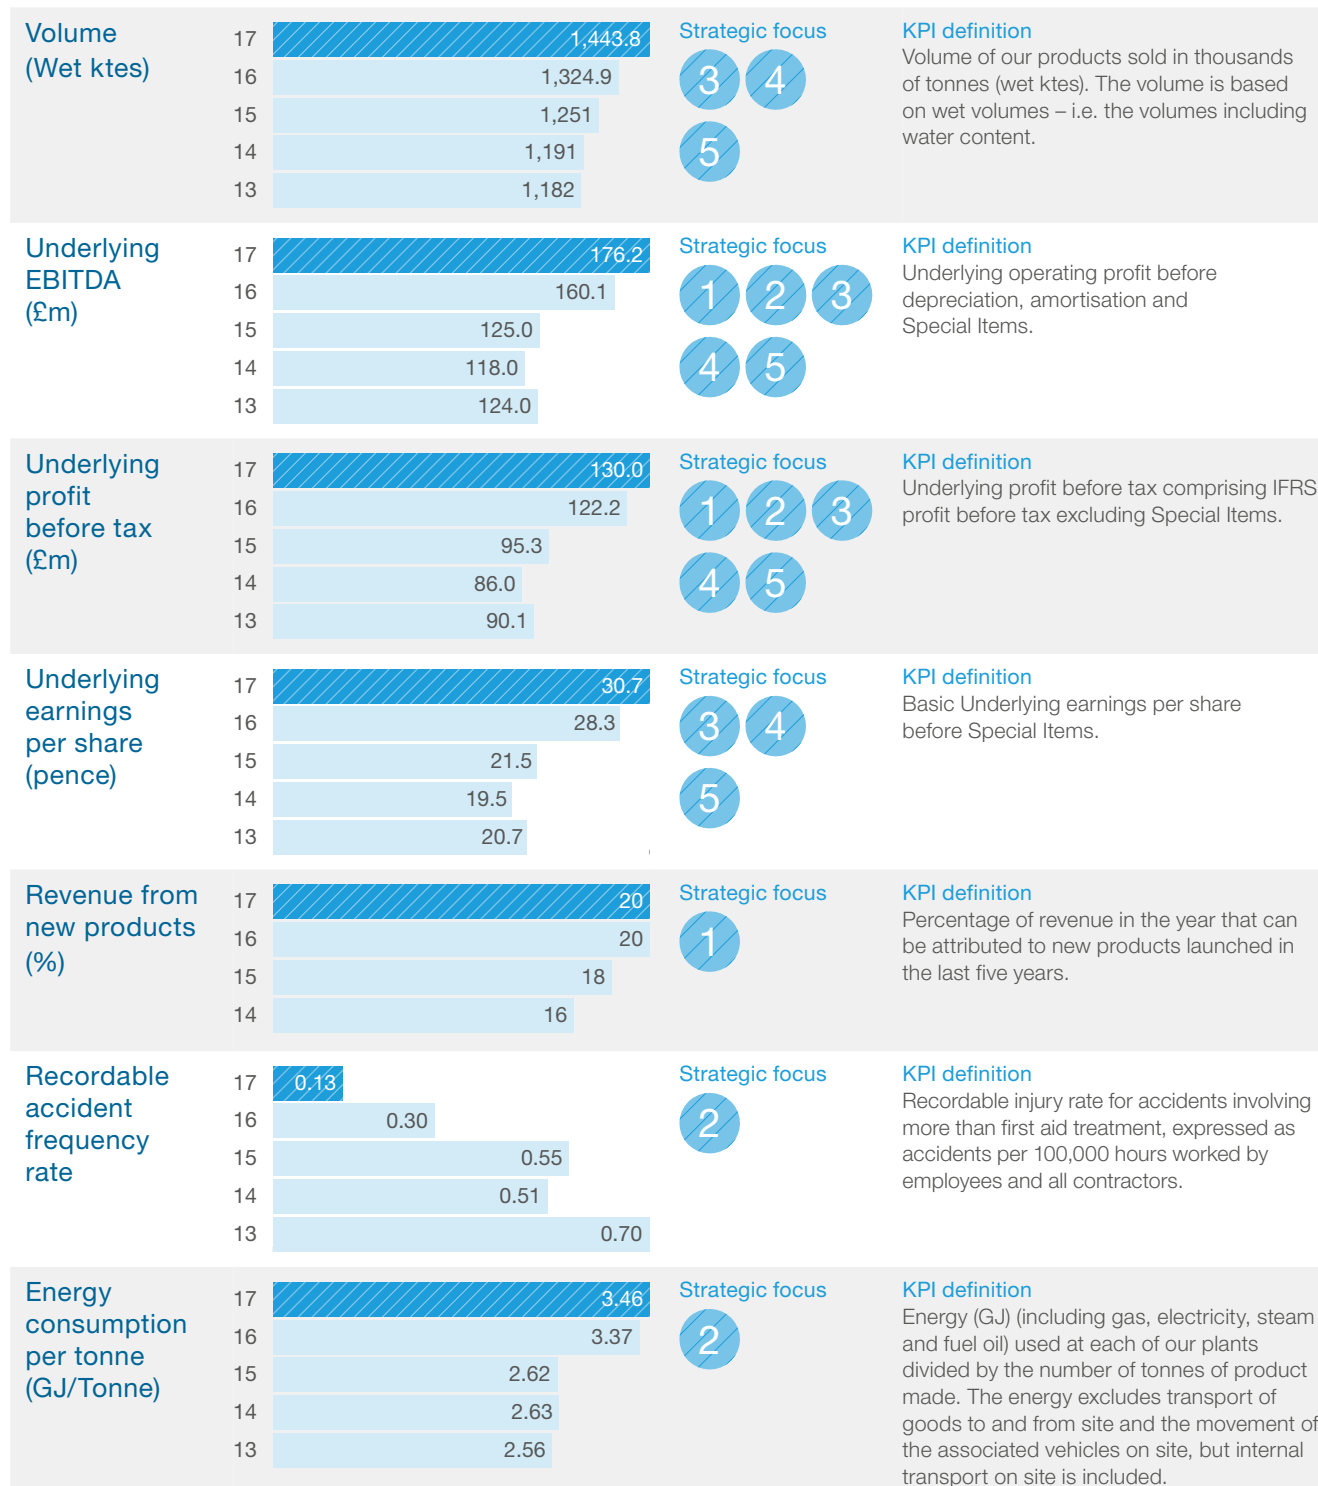 Volume
(Wet ktes)
17 1,443.8
16 1,324.9
15 1,251
14 1,191
13 1,182
Strategic focus
3 4
5
KPI definition
Volume of our products sold in thousands
of tonnes (wet ktes). The volume is based
on wet volumes – i.e. the volumes including
water content.
Underlying
EBITDA
(£m)
17 176.2
16 160.1
15 125.0
14 118.0
13 124.0
Strategic focus
1 2 3
4 5
KPI definition
Underlying operating profit before
depreciation, amortisation and
Special Items.
Underlying
profit
before tax
(£m)
17 130.0
16 122.2
15 95.3
14 86.0
13 90.1
Strategic focus
1 2 3
4 5
KPI definition
Underlying profit before tax comprising IFRS
profit before tax excluding Special Items.
Underlying
earnings
per share
(pence)
17 30.7
16 28.3
15 21.5
14 19.5
13 20.7
Strategic focus
3 4
5
KPI definition
Basic Underlying earnings per share
before Special Items.
Revenue from
new products
(%)
17 20
16 20
15 18
14 16
Strategic focus
1
KPI definition
Percentage of revenue in the year that can
be attributed to new products launched in
the last five years.
Recordable
accident
frequency
rate
17 0.13
16 0.30
15 0.55
14 0.51
13 0.70
Strategic focus
2
KPI definition
Recordable injury rate for accidents involving
more than first aid treatment, expressed as
accidents per 100,000 hours worked by
employees and all contractors.
Energy
consumption
per tonne
(GJ/Tonne)
17 3.46
16 3.37
15 2.62
14 2.63
13 2.56
Strategic focus
2
KPI definition
Energy (GJ) (including gas, electricity, steam
and fuel oil) used at each of our plants
divided by the number of tonnes of product
made. The energy excludes transport of
goods to and from site and the movement of
the associated vehicles on site, but internal
transport on site is included.